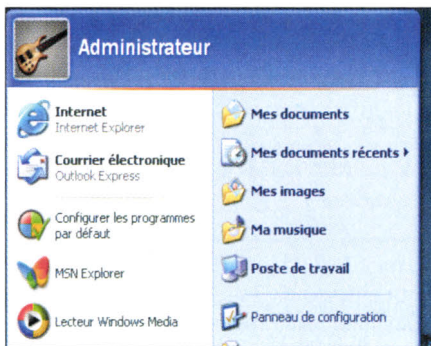 Administrateur
Internet
Internet Explorer
Courrier électronique
Outlook Express
Configurer les programmes
par défaut
MSN Explorer
Lecteur Windows Media
Mes documents
Mes documents récents
Mes images
Ma musique
Poste de travail
Panneau de configuration